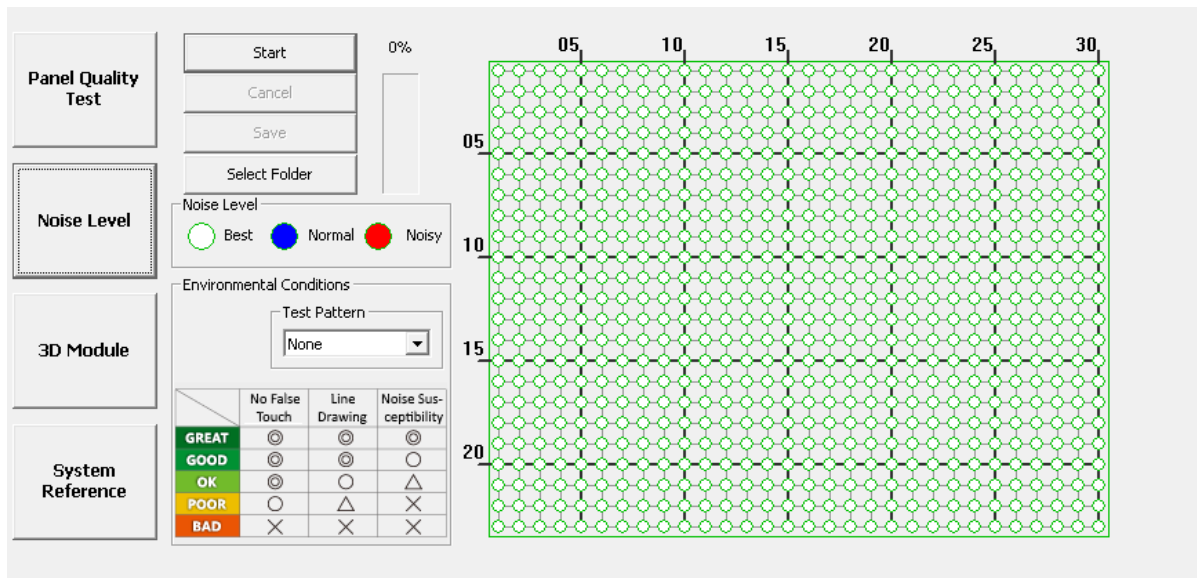 Panel Quality
Test
Noise Level
3D Module
System
Reference
Start
0%
Cancel
Save
Select Folder
Noise Level
Best Normal Noisy
Environmental Conditions
Test Pattern
None
No False
Touch
Line
Drawing
Noise Sus-
ceptibility
GREAT ◎ ◎ ◎
GOOD ◎ ◎ ○
OK ◎ ○ △
POOR ○ △ ×
BAD × × ×
05 10 15 20 25 30
05
10
15
20